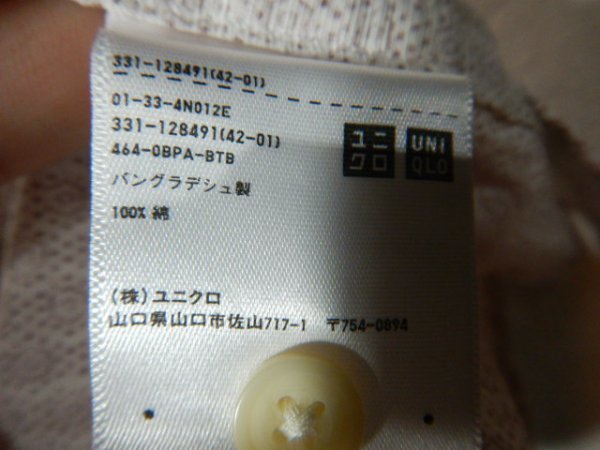 331-128491(42-01)
01-33-4N012E
331-128491(42-01)
464-0BPA-BTB
バングラデシュ製
100% 綿
ユニ
クロ
UNI
QLO
(株)ユニクロ
山口県山口市佐山717-1 〒754-0894